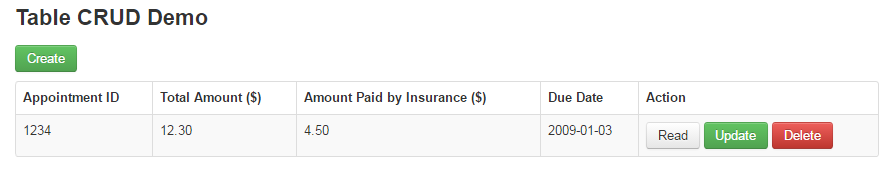 Table CRUD Demo
Create
Appointment ID Total Amount ($) Amount Paid by Insurance ($) Due Date Action
1234 12.30 4.50 2009-01-03 Read Update Delete